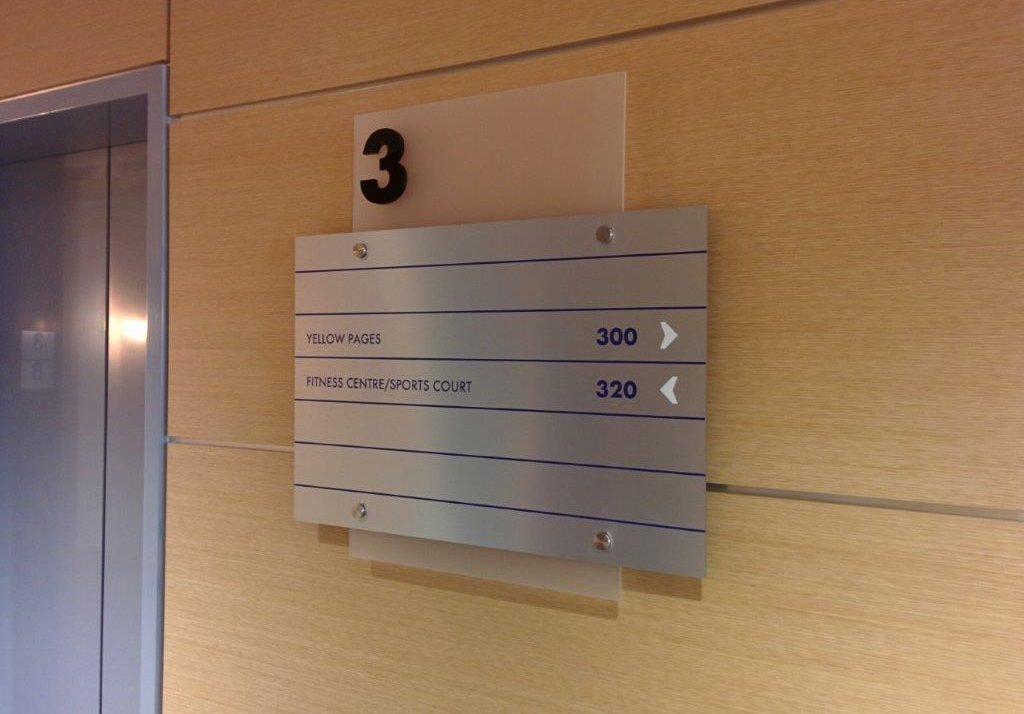 3
YELLOW PAGES 300
FITNESS CENTRE/SPORTS COURT 320